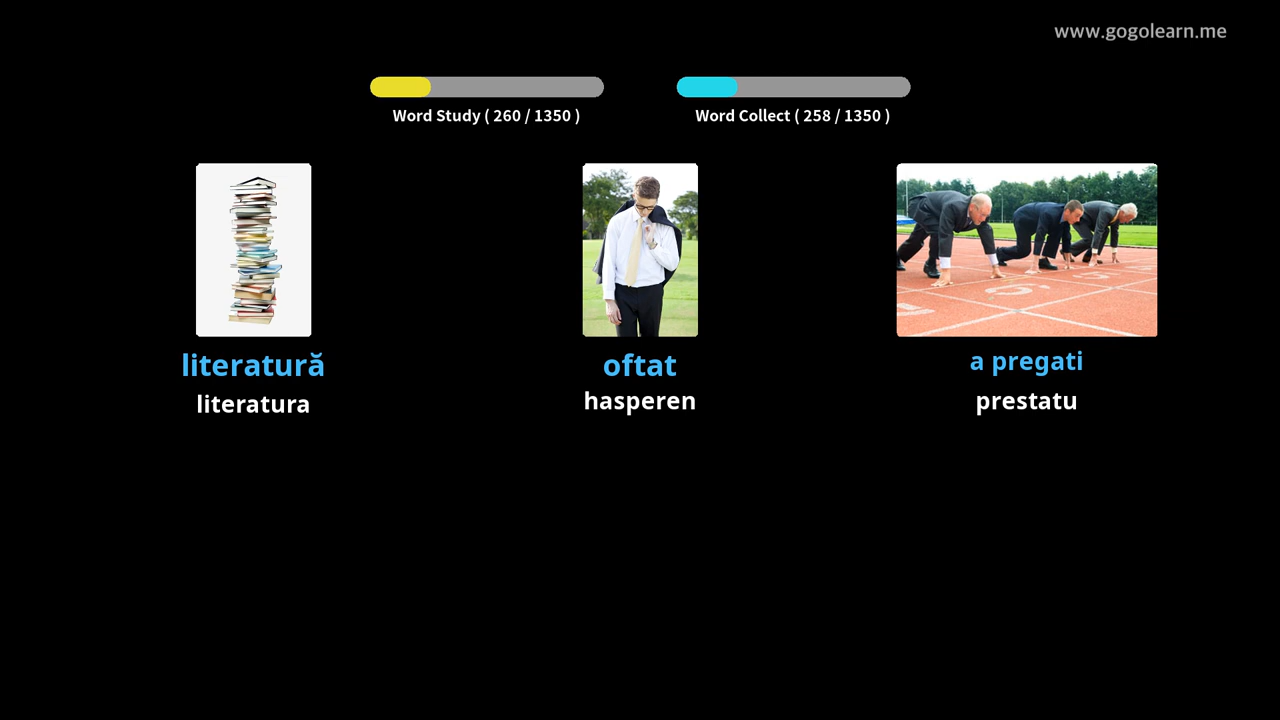 www.gogolearn.me
Word Study ( 260 / 1350 )
Word Collect ( 258 / 1350 )
literatură
literatura
oftat
hasperen
a pregati
prestatu